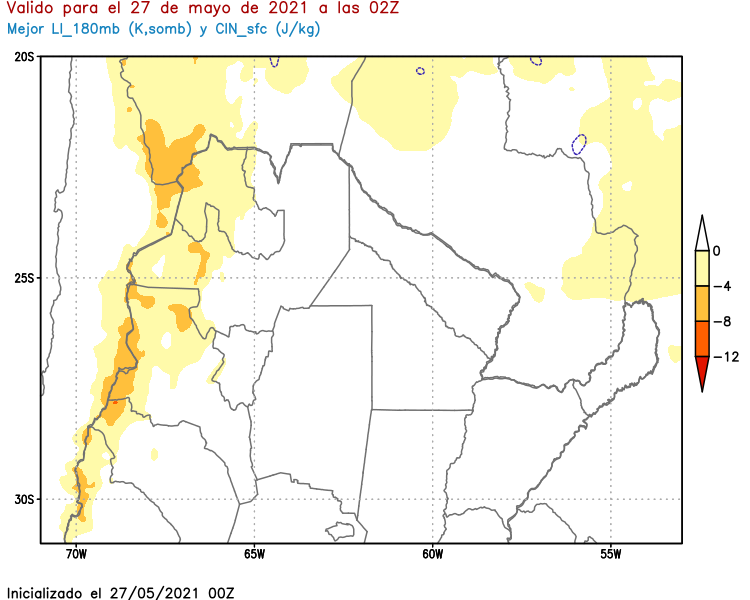 Valido para el 27 de mayo de 2021 a las 02Z
Mejor LI_180mb (K,somb) y CIN_sfc (J/kg)
20S
25S
30S
70W
65W
60W
55W
0
-4
-8
-12
Inicializado el 27/05/2021 00Z